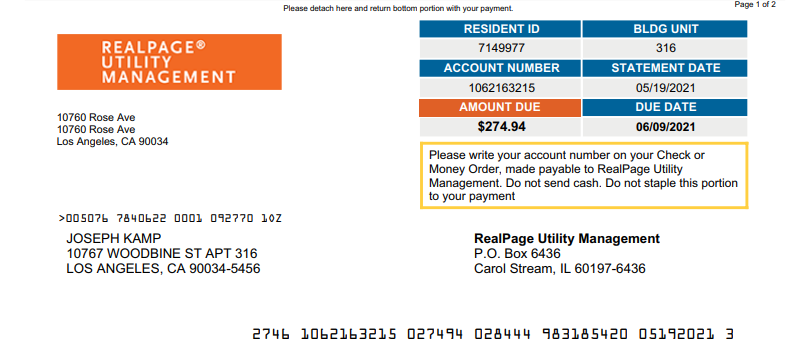 Please detach here and return bottom portion with your payment.
Page 1 of 2
REALPAGE®
UTILITY
MANAGEMENT
RESIDENT ID BLDG UNIT
7149977 316
ACCOUNT NUMBER STATEMENT DATE
1062163215 05/19/2021
AMOUNT DUE DUE DATE
$274.94 06/09/2021
10760 Rose Ave
10760 Rose Ave
Los Angeles, CA 90034
Please write your account number on your Check or
Money Order, made payable to RealPage Utility
Management. Do not send cash. Do not staple this portion
to your payment
>005076 7840622 0001 092770 10Z
JOSEPH KAMP
10767 WOODBINE ST APT 316
LOS ANGELES, CA 90034-5456
RealPage Utility Management
P.O. Box 6436
Carol Stream, IL 60197-6436
2746 1062163215 027494 028444 983185420 05192021 3